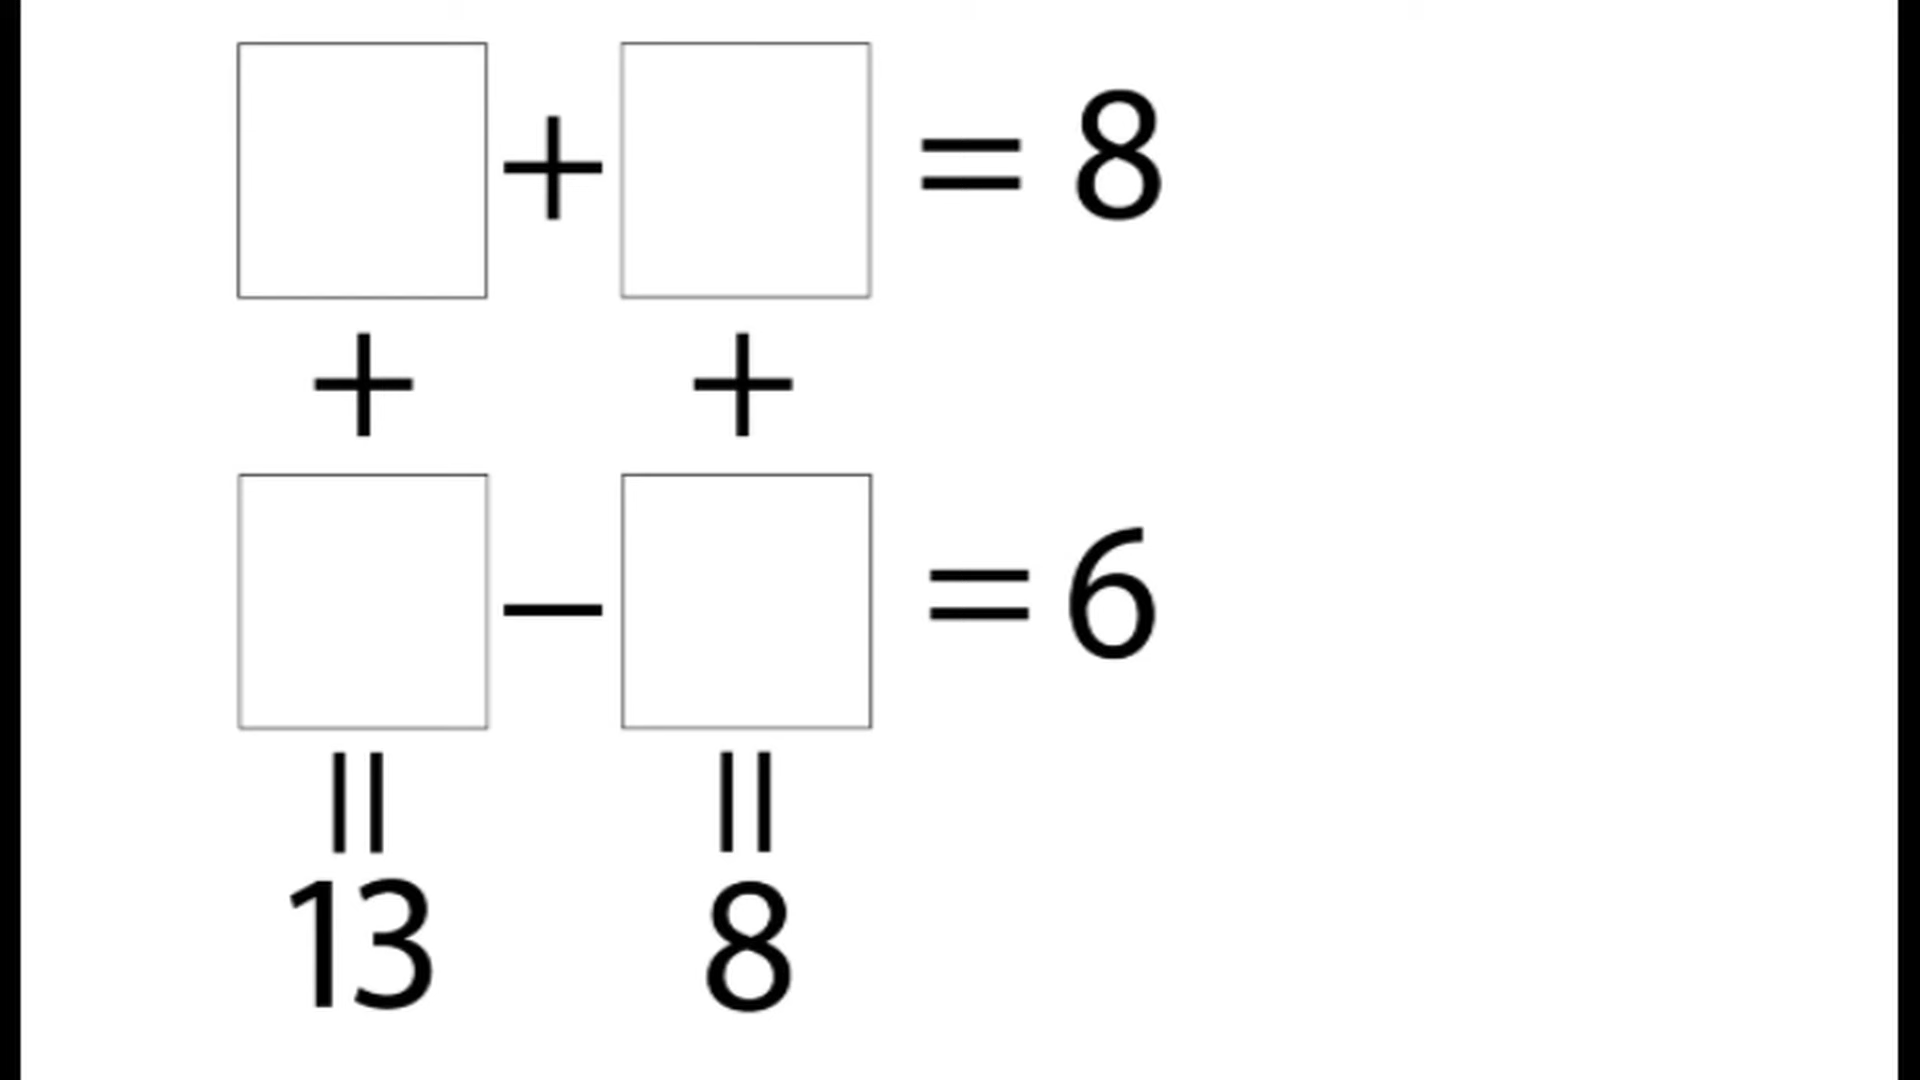 + = 8
+ +
− = 6
= =
13 8